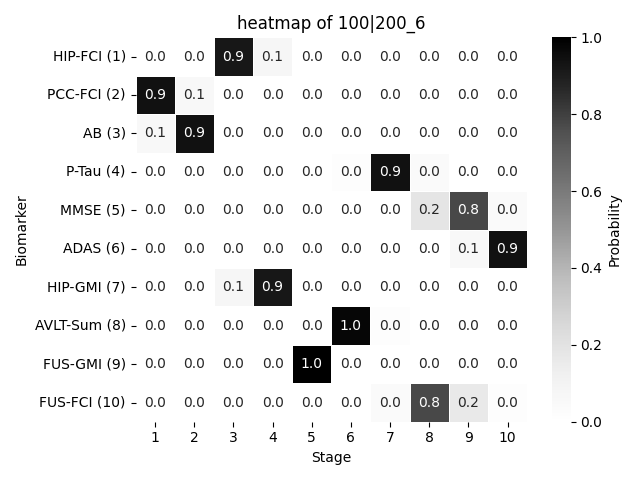 heatmap of 100|200_6
HIP-FCI (1) 0.0 0.0 0.9 0.1 0.0 0.0 0.0 0.0 0.0 0.0
PCC-FCI (2) 0.9 0.1 0.0 0.0 0.0 0.0 0.0 0.0 0.0 0.0
AB (3) 0.1 0.9 0.0 0.0 0.0 0.0 0.0 0.0 0.0 0.0
P-Tau (4) 0.0 0.0 0.0 0.0 0.0 0.0 0.9 0.0 0.0 0.0
MMSE (5) 0.0 0.0 0.0 0.0 0.0 0.0 0.0 0.2 0.8 0.0
ADAS (6) 0.0 0.0 0.0 0.0 0.0 0.0 0.0 0.0 0.1 0.9
HIP-GMI (7) 0.0 0.0 0.1 0.9 0.0 0.0 0.0 0.0 0.0 0.0
AVLT-Sum (8) 0.0 0.0 0.0 0.0 0.0 1.0 0.0 0.0 0.0 0.0
FUS-GMI (9) 0.0 0.0 0.0 0.0 1.0 0.0 0.0 0.0 0.0 0.0
FUS-FCI (10) 0.0 0.0 0.0 0.0 0.0 0.0 0.0 0.8 0.2 0.0
1 2 3 4 5 6 7 8 9 10
Stage
Biomarker
1.0
0.8
0.6
0.4
0.2
0.0
Probability